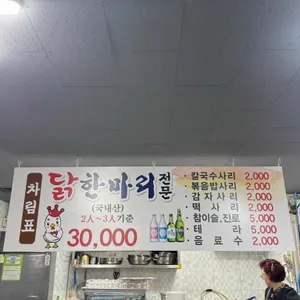 차림표
닭한마리전문
(국내산)
2人~3人기준
30,000
· 칼국수사리 2,000
· 볶음밥사리 2,000
· 감자사리 2,000
· 떡사리 2,000
· 참이슬,진로 5,000
· 테라 5,000
· 음료수 2,000